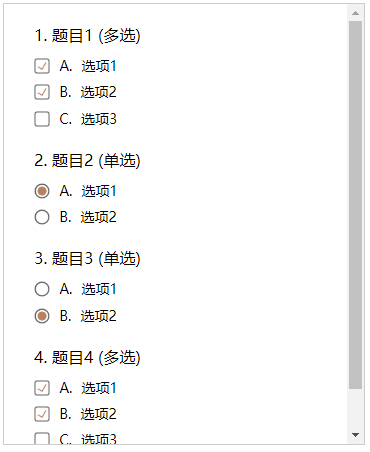 1. 题目1 (多选)
A. 选项1
B. 选项2
C. 选项3
2. 题目2 (单选)
A. 选项1
B. 选项2
3. 题目3 (单选)
A. 选项1
B. 选项2
4. 题目4 (多选)
A. 选项1
B. 选项2
C. 选项3